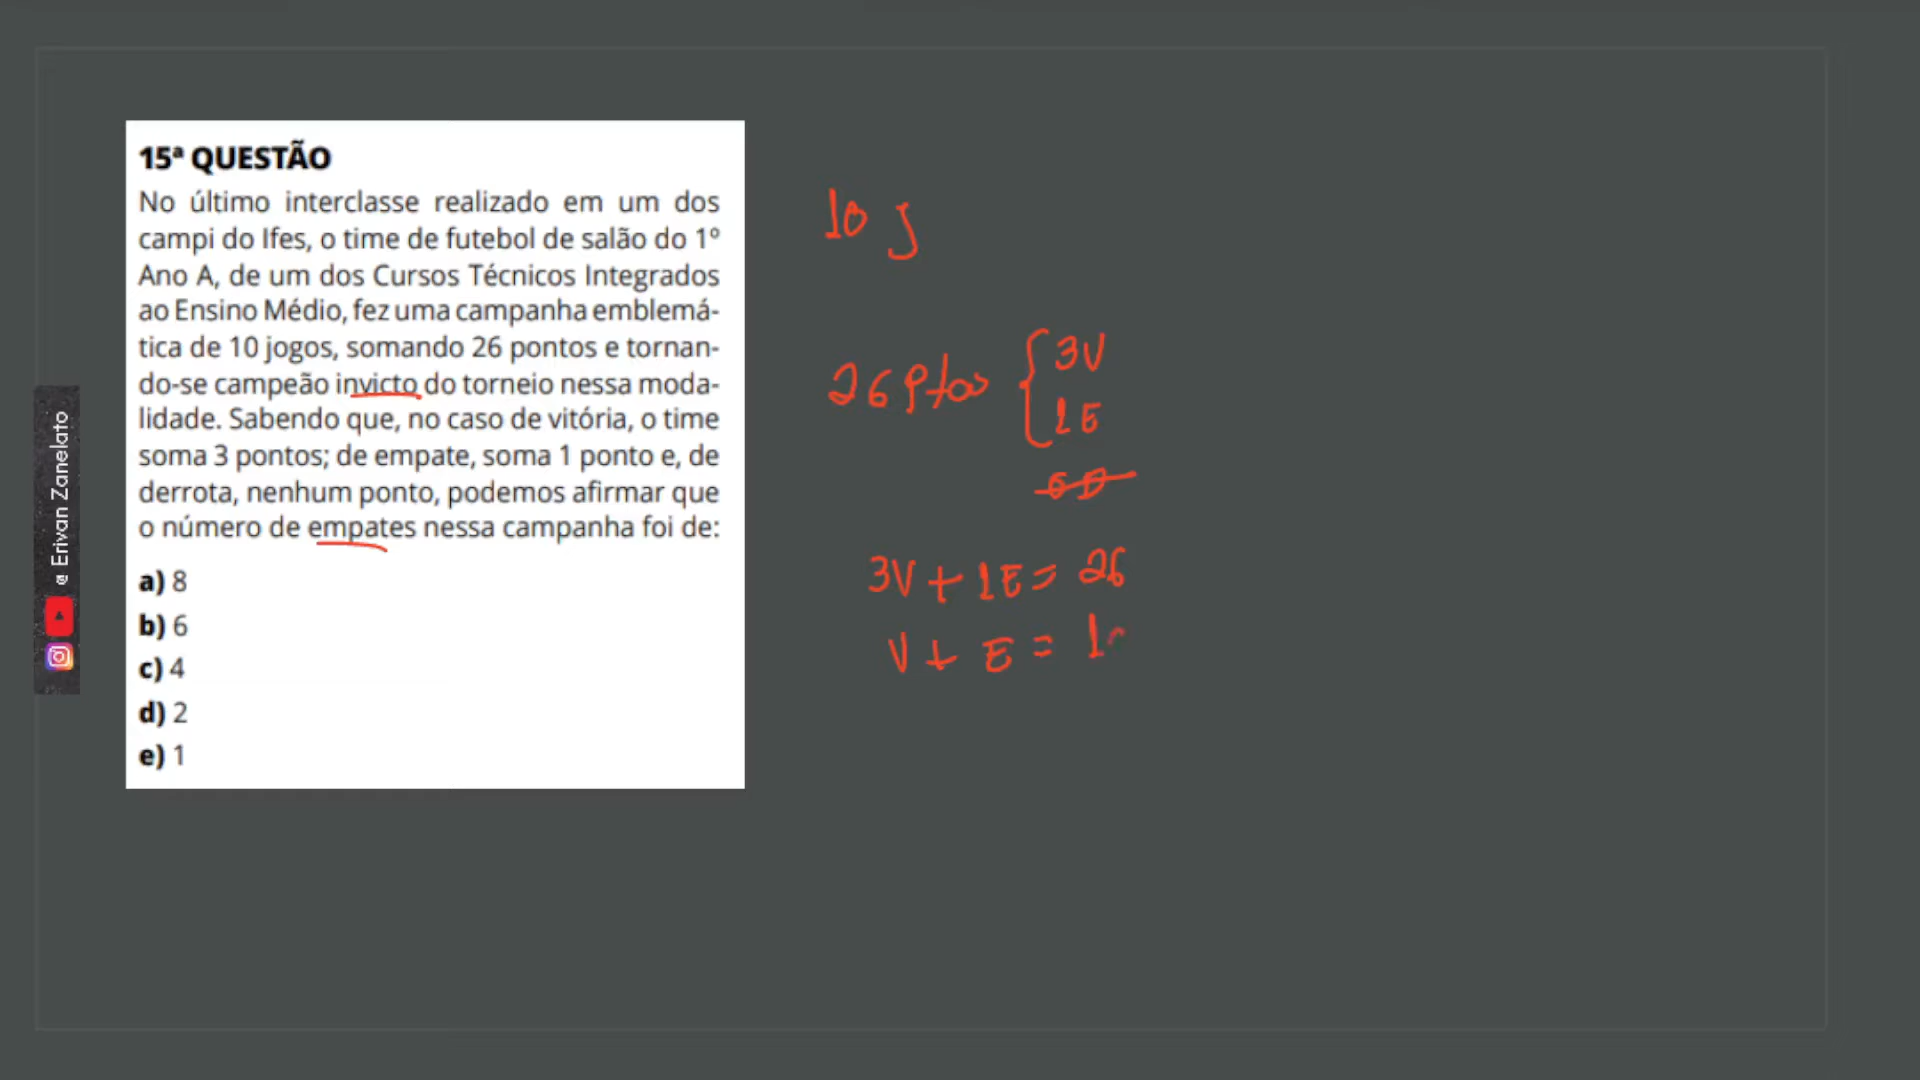 15ª QUESTÃO
No último interclasse realizado em um dos
campi do Ifes, o time de futebol de salão do 1º
Ano A, de um dos Cursos Técnicos Integrados
ao Ensino Médio, fez uma campanha emblemá-
tica de 10 jogos, somando 26 pontos e tornan-
do-se campeão invicto do torneio nessa moda-
lidade. Sabendo que, no caso de vitória, o time
soma 3 pontos; de empate, soma 1 ponto e, de
derrota, nenhum ponto, podemos afirmar que
o número de empates nessa campanha foi de:
a) 8
b) 6
c) 4
d) 2
e) 1
10 J
26 Ptos
3V
1E
3V + 1E = 26
V + E =
@ Erivan Zanelato